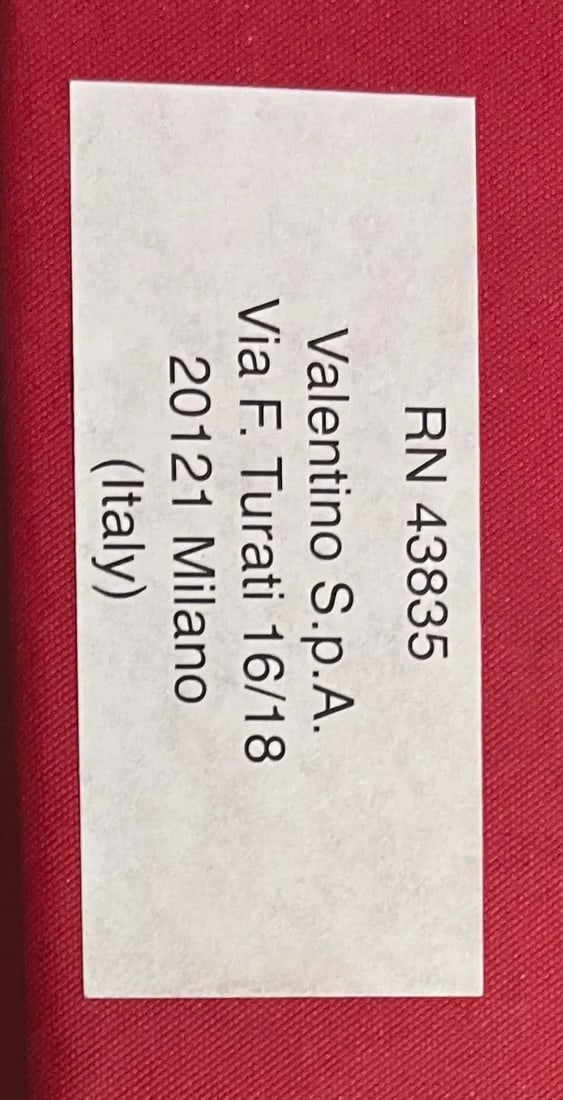 RN 43835
Valentino S.p.A.
Via F. Turati 16/18
20121 Milano
(Italy)